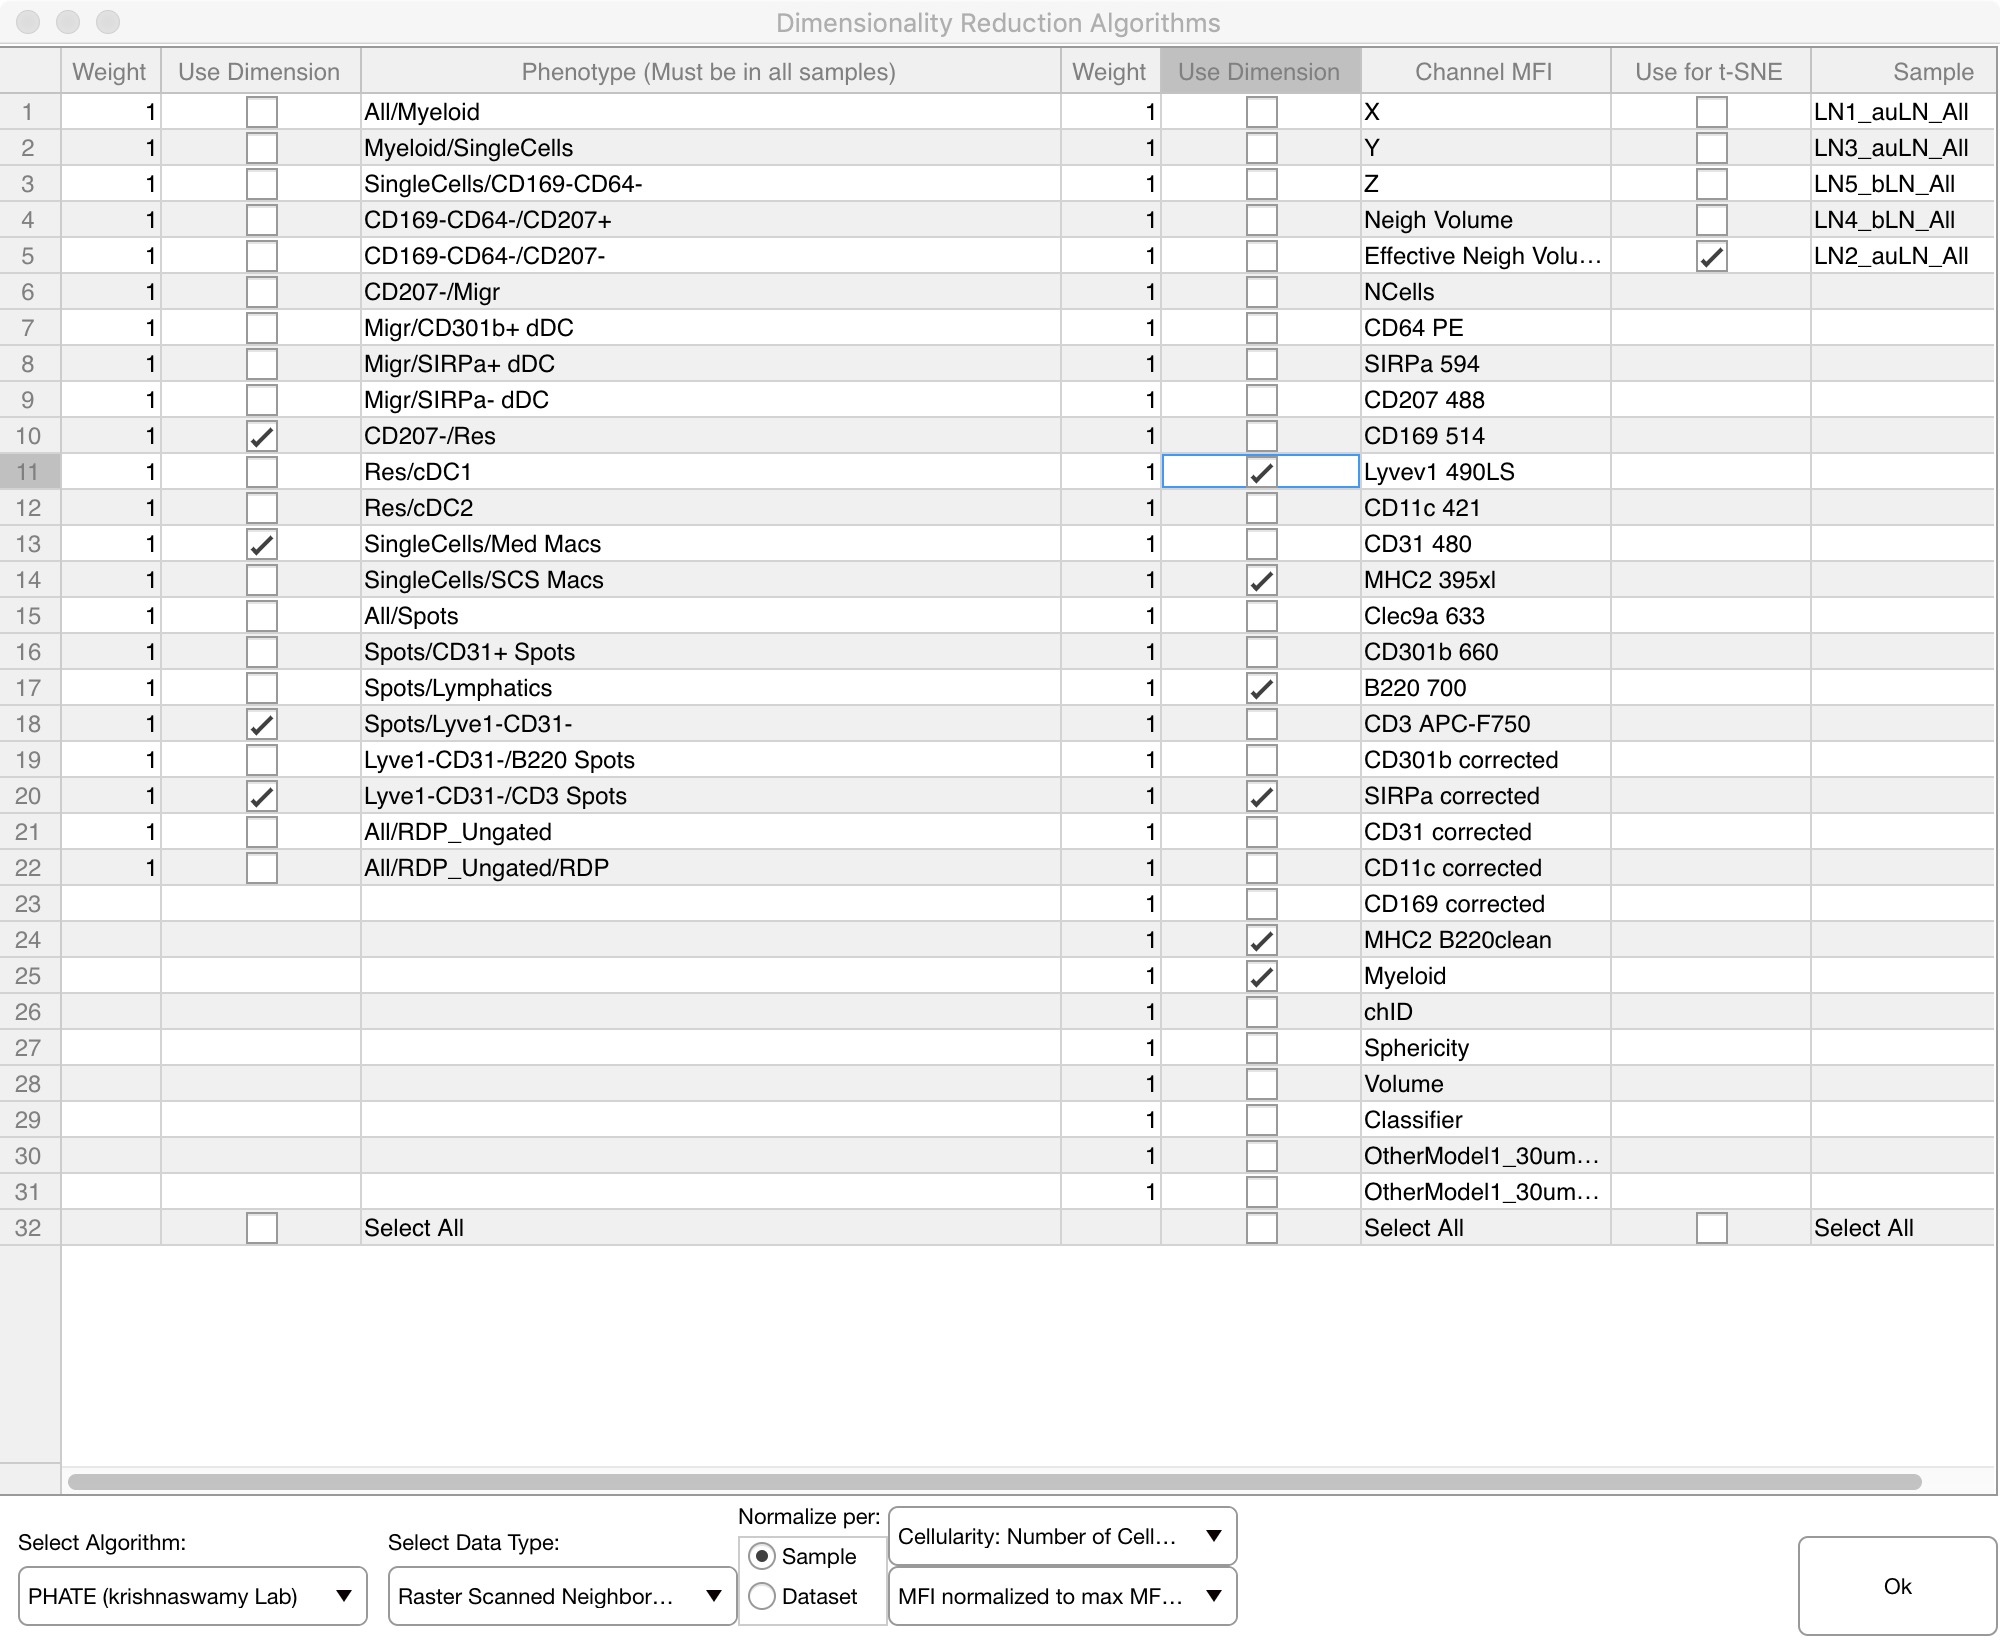 Dimensionality Reduction Algorithms
Weight Use Dimension Phenotype (Must be in all samples) Weight Use Dimension Channel MFI Use for t-SNE Sample
1 1 All/Myeloid 1 X LN1_auLN_All
2 1 Myeloid/SingleCells 1 Y LN3_auLN_All
3 1 SingleCells/CD169-CD64- 1 Z LN5_bLN_All
4 1 CD169-CD64-/CD207+ 1 Neigh Volume LN4_bLN_All
5 1 CD169-CD64-/CD207- 1 Effective Neigh Volu... LN2_auLN_All
6 1 CD207-/Migr 1 NCells
7 1 Migr/CD301b+ dDC 1 CD64 PE
8 1 Migr/SIRPa+ dDC 1 SIRPa 594
9 1 Migr/SIRPa- dDC 1 CD207 488
10 1 CD207-/Res 1 CD169 514
11 1 Res/cDC1 1 Lyvev1 490LS
12 1 Res/cDC2 1 CD11c 421
13 1 SingleCells/Med Macs 1 CD31 480
14 1 SingleCells/SCS Macs 1 MHC2 395xl
15 1 All/Spots 1 Clec9a 633
16 1 Spots/CD31+ Spots 1 CD301b 660
17 1 Spots/Lymphatics 1 B220 700
18 1 Spots/Lyve1-CD31- 1 CD3 APC-F750
19 1 Lyve1-CD31-/B220 Spots 1 CD301b corrected
20 1 Lyve1-CD31-/CD3 Spots 1 SIRPa corrected
21 1 All/RDP_Ungated 1 CD31 corrected
22 1 All/RDP_Ungated/RDP 1 CD11c corrected
23 1 CD169 corrected
24 1 MHC2 B220clean
25 1 Myeloid
26 1 chID
27 1 Sphericity
28 1 Volume
29 1 Classifier
30 1 OtherModel1_30um...
31 1 OtherModel1_30um...
32 Select All Select All Select All
Normalize per:
Select Algorithm: Select Data Type: Sample Cellularity: Number of Cell...
PHATE (krishnaswamy Lab) Raster Scanned Neighbor... Dataset MFI normalized to max MF... Ok